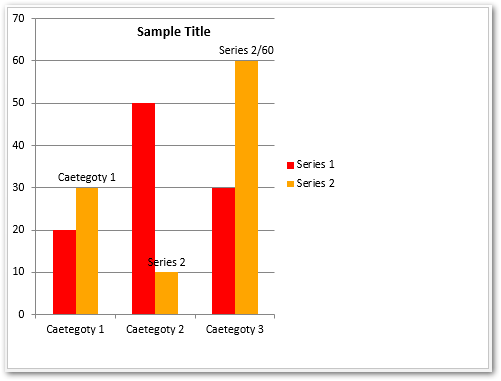 Sample Title
70
60
50
40
30
20
10
0
Series 2/60
Caetegoty 1
Series 2
Caetegoty 1
Caetegoty 2
Caetegoty 3
Series 1
Series 2